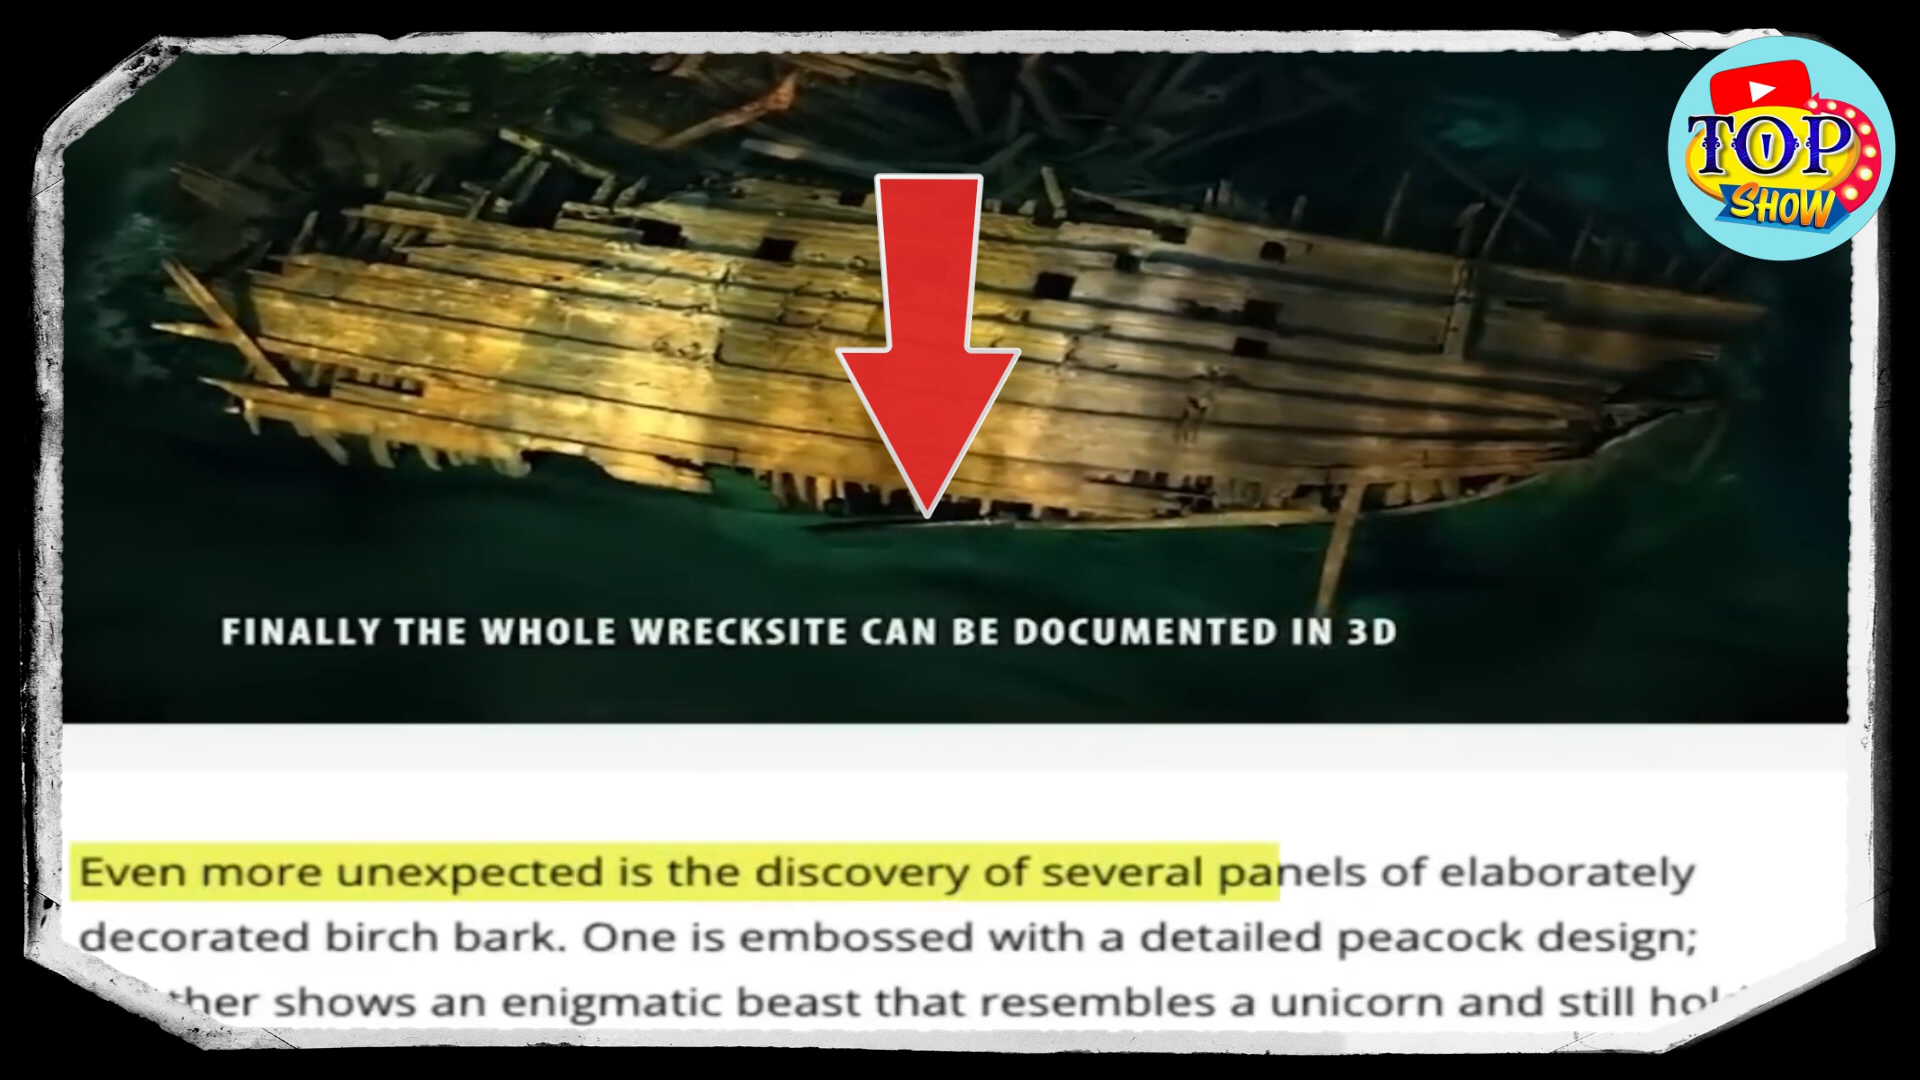 TOP
SHOW
FINALLY THE WHOLE WRECKSITE CAN BE DOCUMENTED IN 3D
Even more unexpected is the discovery of several panels of elaborately
decorated birch bark. One is embossed with a detailed peacock design;
shows an enigmatic beast that resembles a unicorn and still